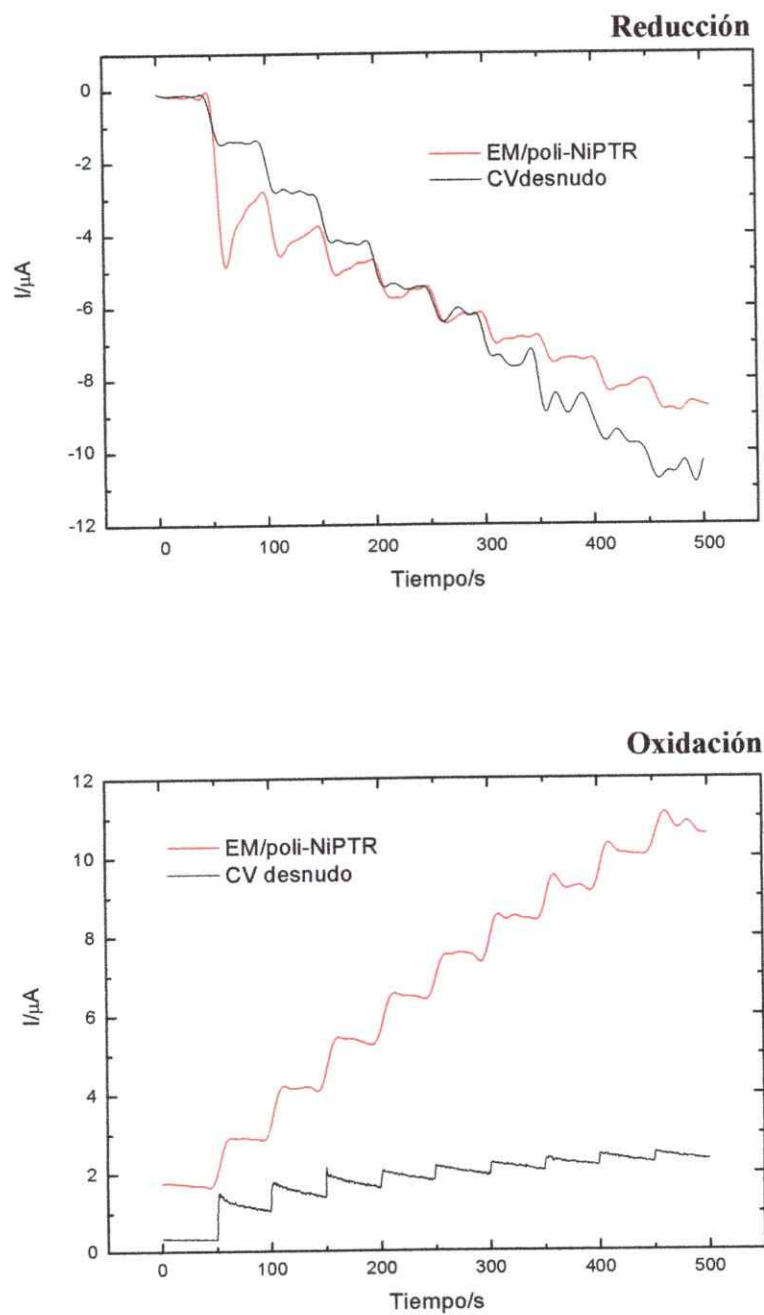 Reducción
0
-2
-4
-6
-8
-10
-12
I/µA
EM/poli-NiPTR
CVdesnudo
0 100 200 300 400 500
Tiempo/s
Oxidación
12
10
8
6
4
2
0
I/µA
EM/poli-NiPTR
CV desnudo
0 100 200 300 400 500
Tiempo/s